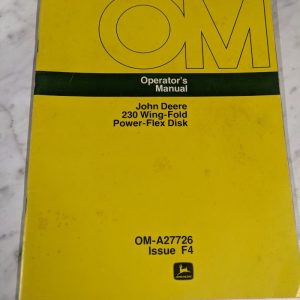 OM
Operator's
Manual
John Deere
230 Wing-Fold
Power-Flex Disk
OM-A27726
Issue F4